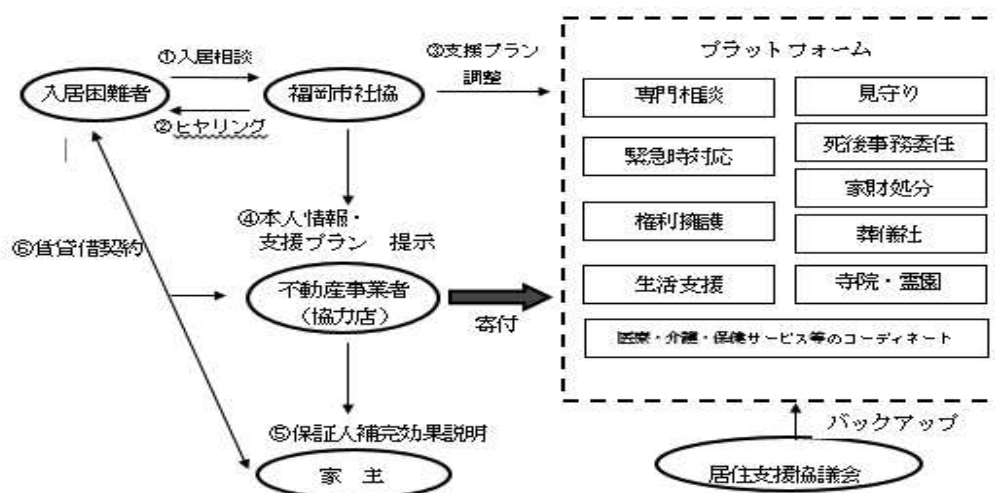 ①入居相談
入居困難者
福岡市社協
②ヒヤリング
③支援プラン
調整
プラットフォーム
専門相談
見守り
緊急時対応
死後事務委任
家財処分
権利擁護
葬儀社
生活支援
寺院・霊園
医療・介護・保健サービス等のコーディネート
④本人情報・
支援プラン 提示
⑥賃貸借契約
不動産事業者
(協力店)
寄付
⑤保証人補完効果説明
家 主
バックアップ
居住支援協議会